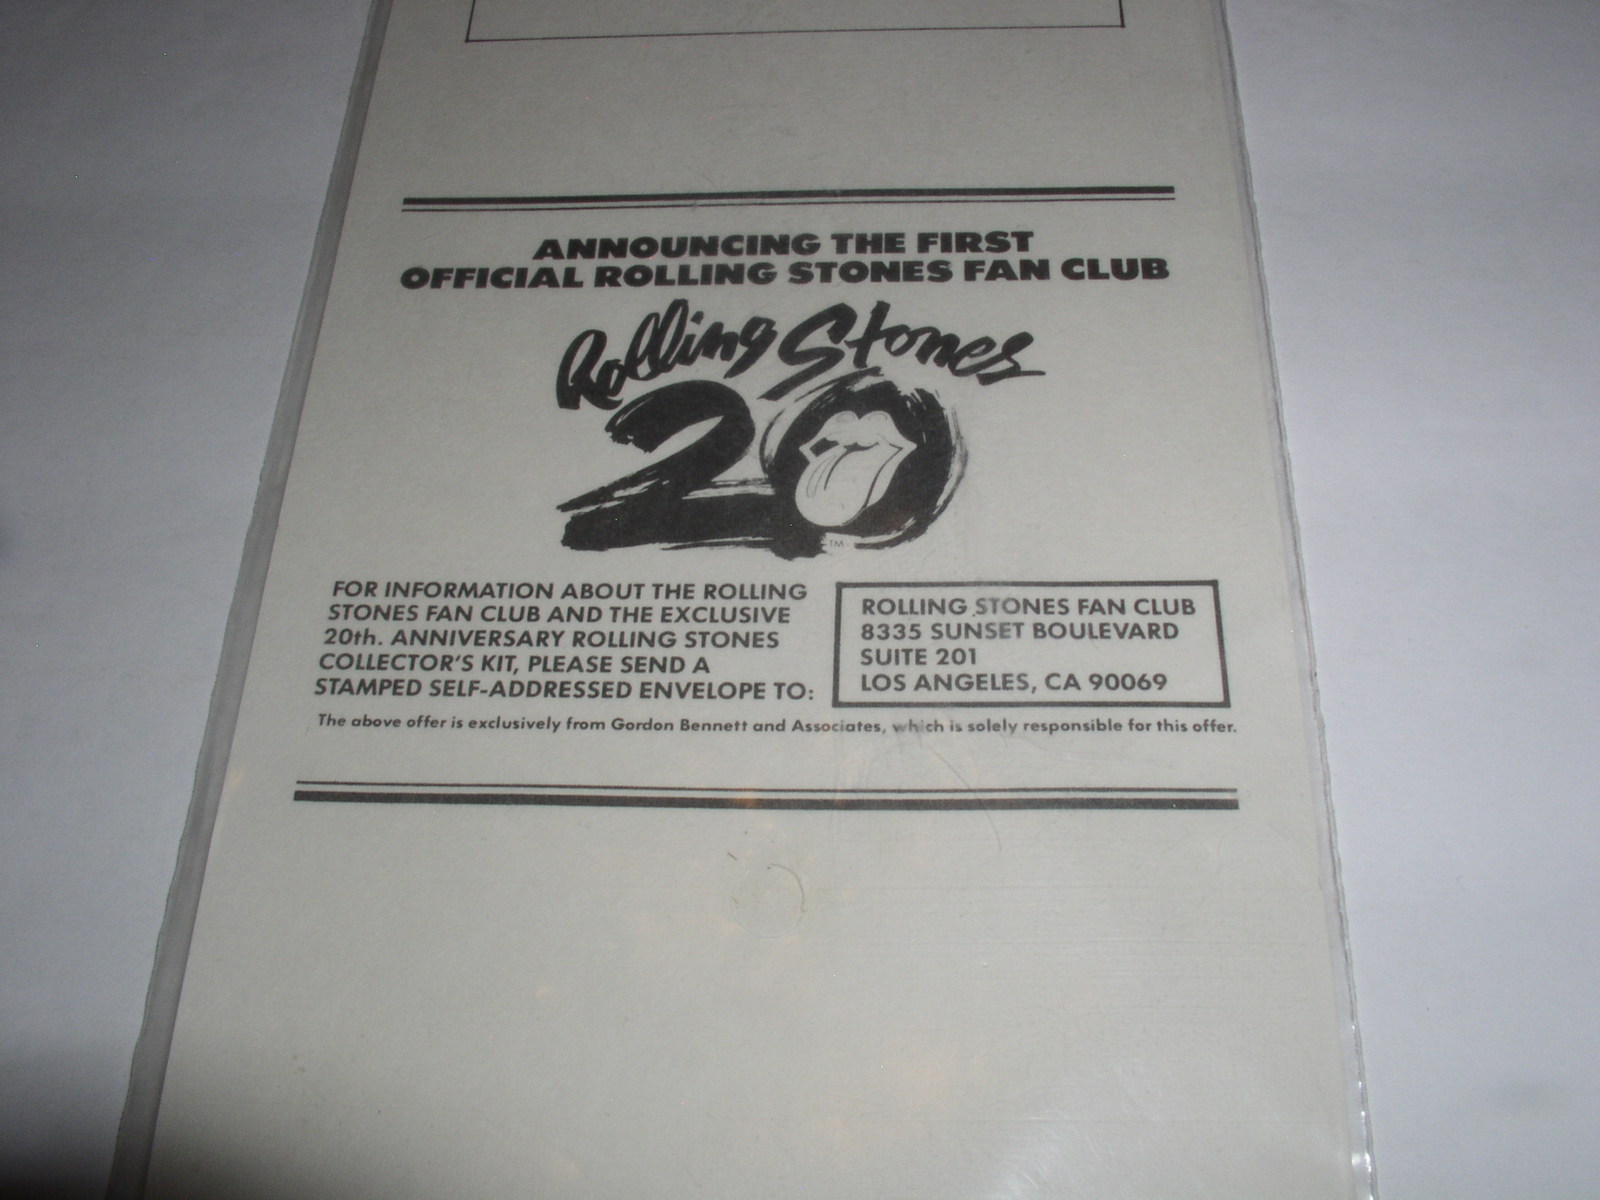 ANNOUNCING THE FIRST
OFFICIAL ROLLING STONES FAN CLUB
Rolling Stones
20
TM
FOR INFORMATION ABOUT THE ROLLING
STONES FAN CLUB AND THE EXCLUSIVE
20th. ANNIVERSARY ROLLING STONES
COLLECTOR'S KIT, PLEASE SEND A
STAMPED SELF-ADDRESSED ENVELOPE TO:
ROLLING STONES FAN CLUB
8335 SUNSET BOULEVARD
SUITE 201
LOS ANGELES, CA 90069
The above offer is exclusively from Gordon Bennett and Associates, which is solely responsible for this offer.